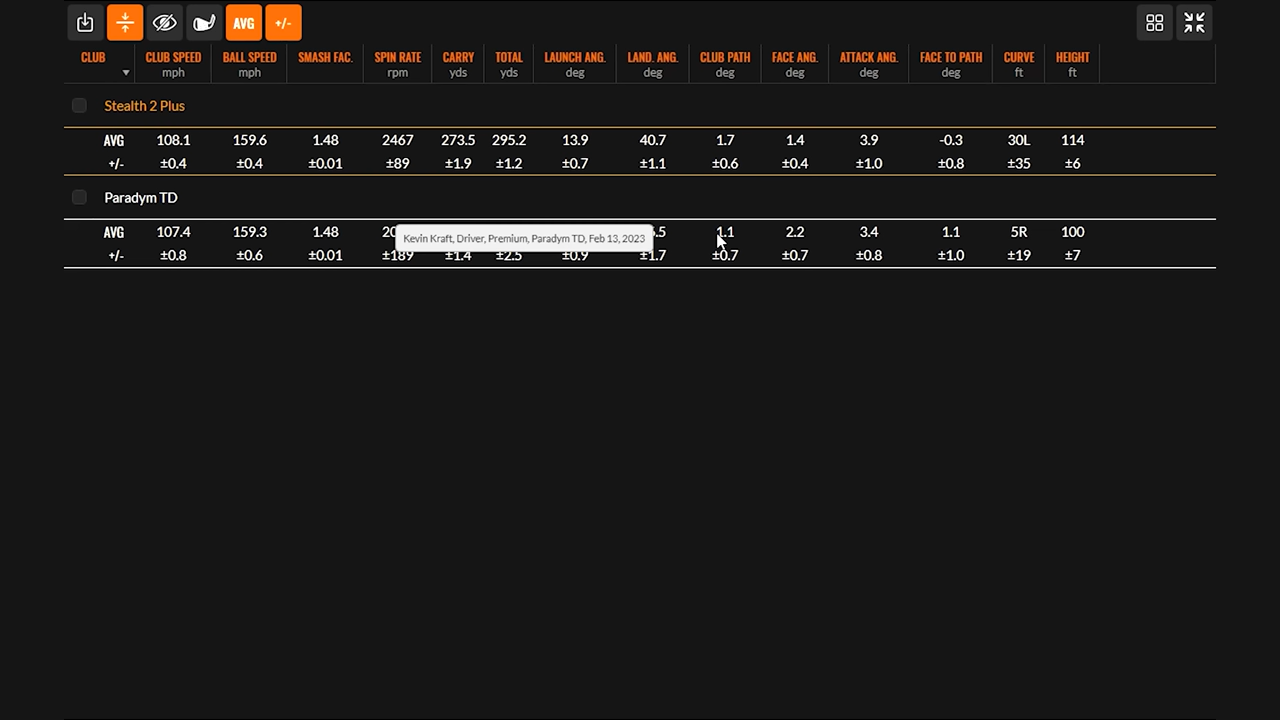 AVG +/-
CLUB CLUB SPEED BALL SPEED SMASH FAC. SPIN RATE CARRY TOTAL LAUNCH ANG. LAND. ANG. CLUB PATH FACE ANG. ATTACK ANG. FACE TO PATH CURVE HEIGHT
mph mph rpm yds yds deg deg deg deg deg deg ft ft
Stealth 2 Plus
AVG 108.1 159.6 1.48 2467 273.5 295.2 13.9 40.7 1.7 1.4 3.9 -0.3 30L 114
+/- ±0.4 ±0.4 ±0.01 ±89 ±1.9 ±1.2 ±0.7 ±1.1 ±0.6 ±0.4 ±1.0 ±0.8 ±35 ±6
Paradym TD
AVG 107.4 159.3 1.48 1.1 2.2 3.4 1.1 5R 100
Kevin Kraft, Driver, Premium, Paradym TD, Feb 13, 2023
+/- ±0.8 ±0.6 ±0.01 ±189 ±1.4 ±2.5 ±0.9 ±1.7 ±0.7 ±0.7 ±0.8 ±1.0 ±19 ±7